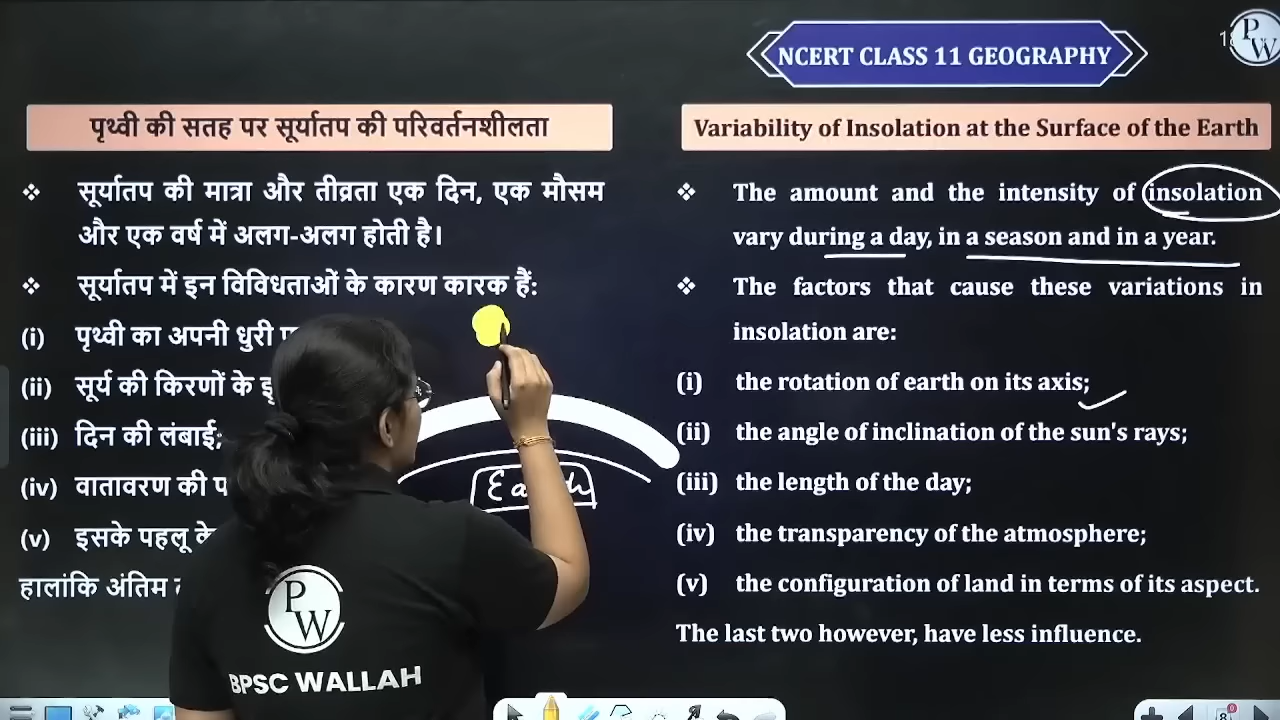 NCERT CLASS 11 GEOGRAPHY
PW
पृथ्वी की सतह पर सूर्यातप की परिवर्तनशीलता
❖ सूर्यातप की मात्रा और तीव्रता एक दिन, एक मौसम
और एक वर्ष में अलग-अलग होती है।
❖ सूर्यातप में इन विविधताओं के कारण कारक हैं:
(i) पृथ्वी का अपनी धुरी
(ii) सूर्य की किरणों के
(iii) दिन की लंबाई;
(iv) वातावरण की
(v) इसके पहलू के
हालांकि अंतिम
Earth
Variability of Insolation at the Surface of the Earth
❖ The amount and the intensity of insolation
vary during a day, in a season and in a year.
❖ The factors that cause these variations in
insolation are:
(i) the rotation of earth on its axis;
(ii) the angle of inclination of the sun's rays;
(iii) the length of the day;
(iv) the transparency of the atmosphere;
(v) the configuration of land in terms of its aspect.
The last two however, have less influence.
PW
BPSC WALLAH